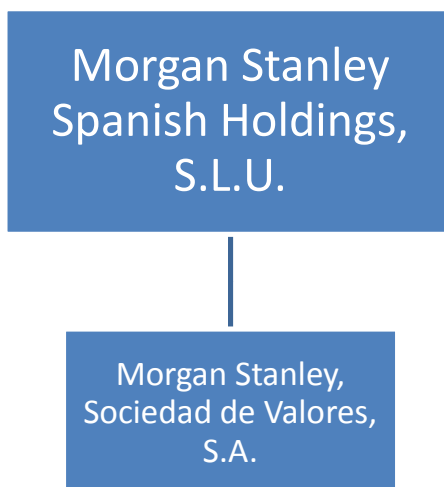 Morgan Stanley
Spanish Holdings,
S.L.U.
Morgan Stanley,
Sociedad de Valores,
S.A.